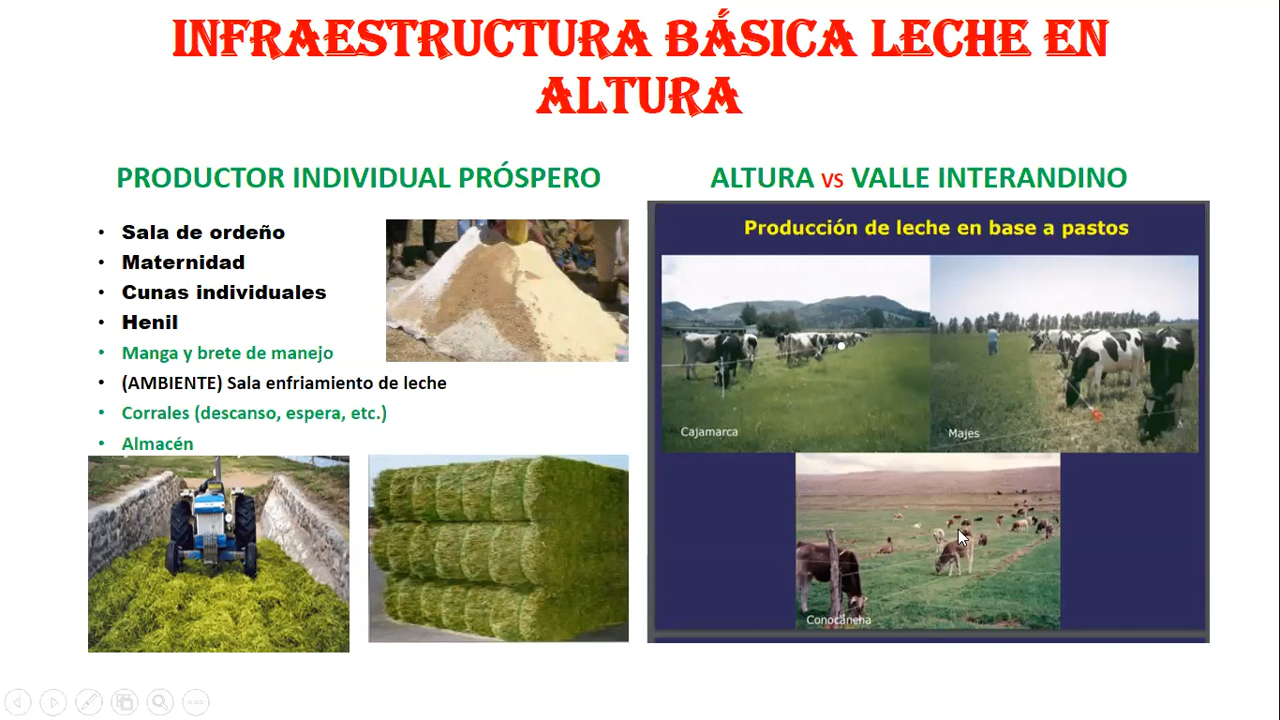 INFRAESTRUCTURA BÁSICA LECHE EN
ALTURA
PRODUCTOR INDIVIDUAL PRÓSPERO
• Sala de ordeño
• Maternidad
• Cunas individuales
• Henil
• Manga y brete de manejo
• (AMBIENTE) Sala enfriamiento de leche
• Corrales (descanso, espera, etc.)
• Almacén
ALTURA VS VALLE INTERANDINO
Producción de leche en base a pastos
Cajamarca
Majes